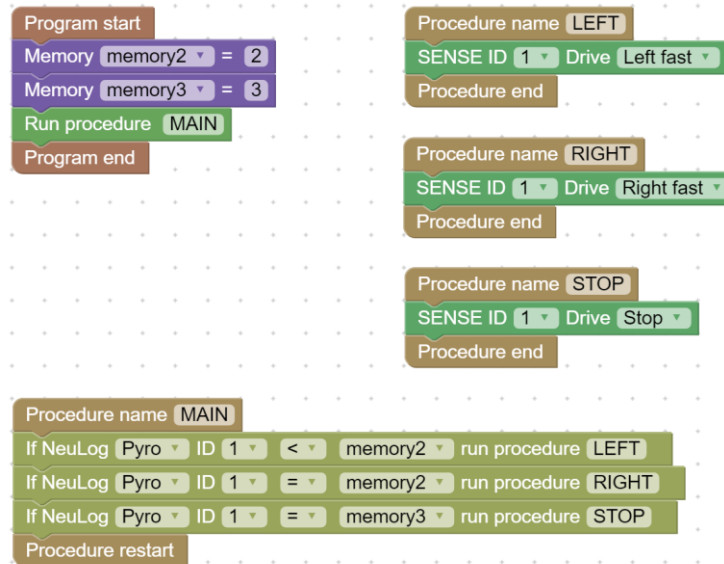 Program start
Memory memory2 = 2
Memory memory3 = 3
Run procedure MAIN
Program end
Procedure name LEFT
SENSE ID 1 Drive Left fast
Procedure end
Procedure name RIGHT
SENSE ID 1 Drive Right fast
Procedure end
Procedure name STOP
SENSE ID 1 Drive Stop
Procedure end
Procedure name MAIN
If NeuLog Pyro ID 1 < memory2 run procedure LEFT
If NeuLog Pyro ID 1 = memory2 run procedure RIGHT
If NeuLog Pyro ID 1 = memory3 run procedure STOP
Procedure restart